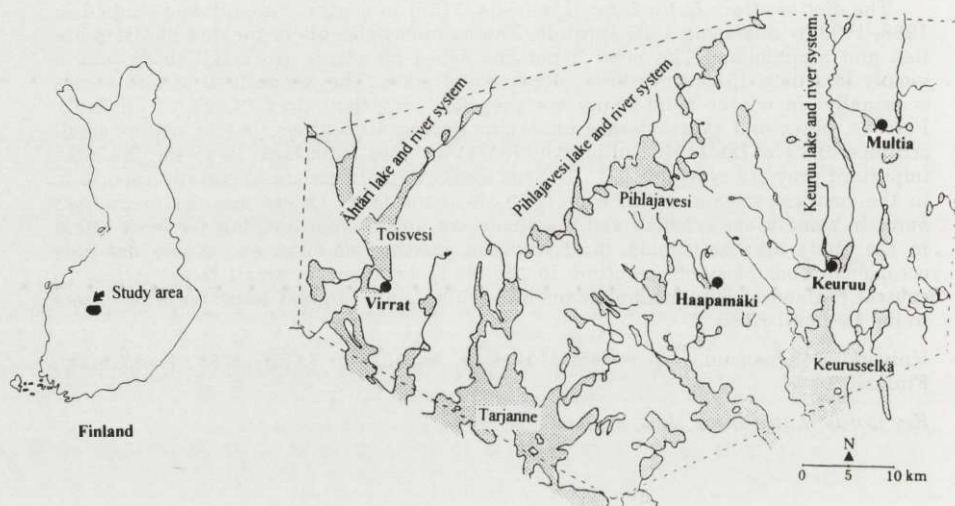 Study area
Finland
Ähtäri lake and river system
Toisvesi
Virrat
Pihlajavesi lake and river system
Pihlajavesi
Tarjanne
Haapamäki
Keuruu lake and river system
Multia
Keuruu
Keurusselkä
N
0 5 10 km